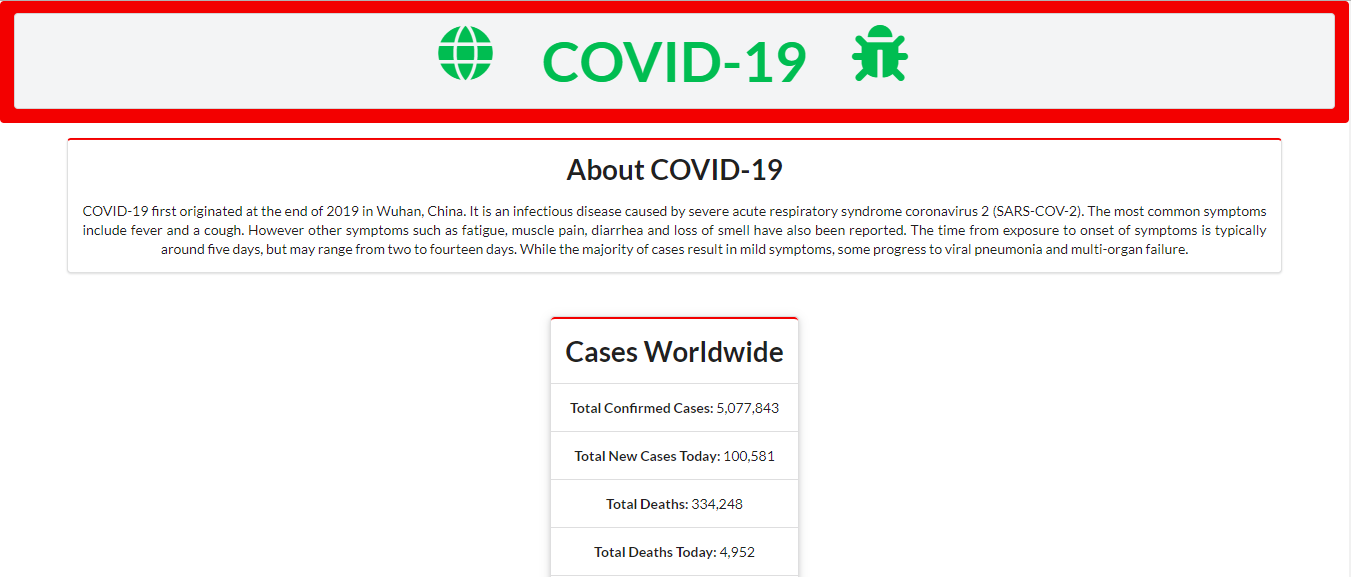 COVID-19
About COVID-19
COVID-19 first originated at the end of 2019 in Wuhan, China. It is an infectious disease caused by severe acute respiratory syndrome coronavirus 2 (SARS-COV-2). The most common symptoms
include fever and a cough. However other symptoms such as fatigue, muscle pain, diarrhea and loss of smell have also been reported. The time from exposure to onset of symptoms is typically
around five days, but may range from two to fourteen days. While the majority of cases result in mild symptoms, some progress to viral pneumonia and multi-organ failure.
Cases Worldwide
Total Confirmed Cases: 5,077,843
Total New Cases Today: 100,581
Total Deaths: 334,248
Total Deaths Today: 4,952